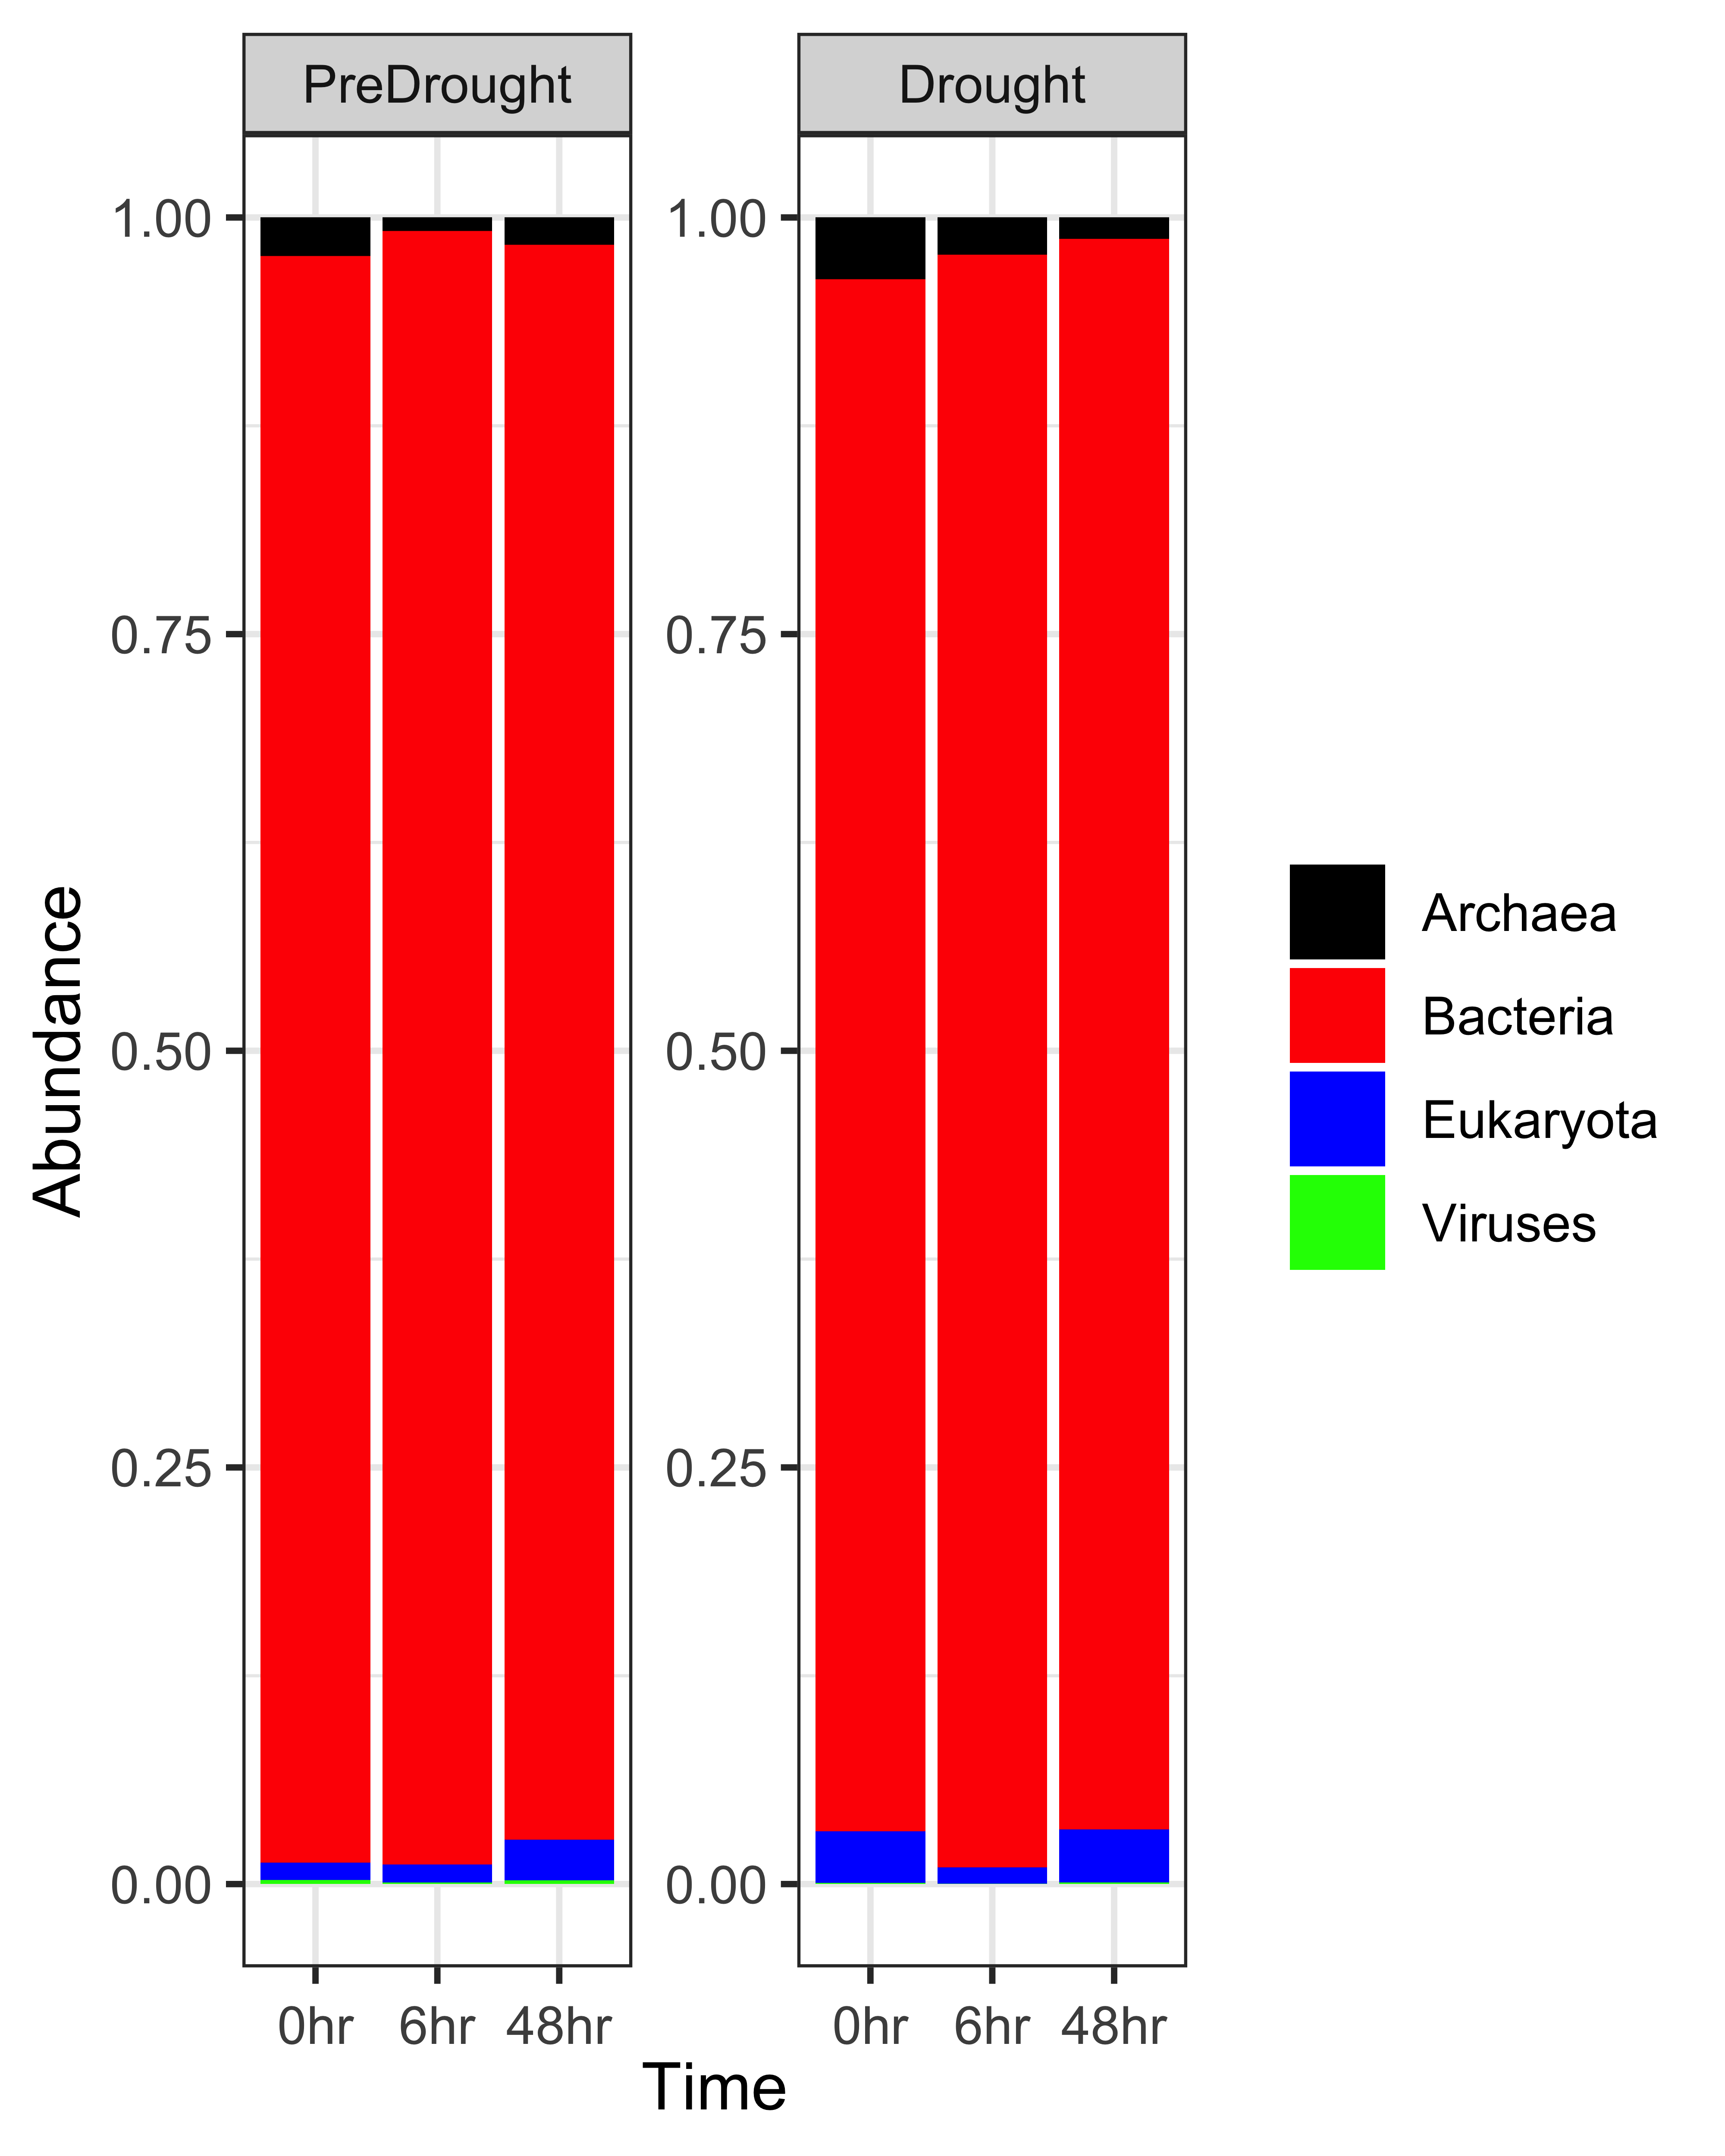 PreDrought
Drought
1.00
0.75
0.50
0.25
0.00
1.00
0.75
0.50
0.25
0.00
Abundance
0hr 6hr 48hr
0hr 6hr 48hr
Time
Archaea
Bacteria
Eukaryota
Viruses